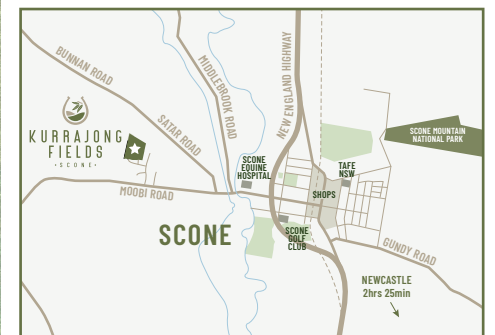 BUNNAN ROAD
MIDDLEBROOK ROAD
NEW ENGLAND HIGHWAY
KURRAJONG
FIELDS
· SCONE ·
SATAR ROAD
SCONE MOUNTAIN
NATIONAL PARK
SCONE
EQUINE
HOSPITAL
TAFE
NSW
MOOBI ROAD
SHOPS
SCONE
SCONE
GOLF
CLUB
GUNDY ROAD
NEWCASTLE
2hrs 25min